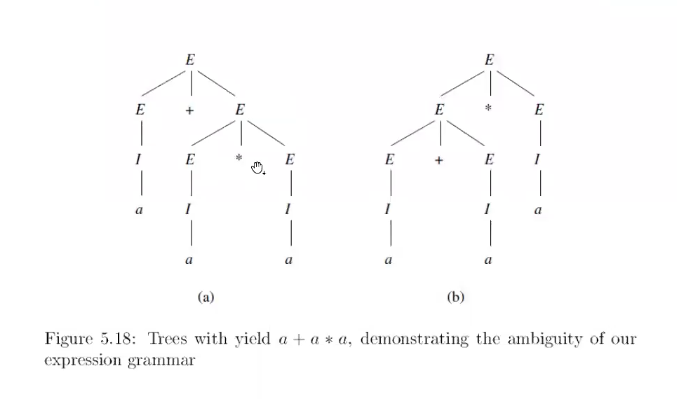 E E
E + E E * E
I E * E E + E I
a I I I I a
a a a a
(a) (b)
Figure 5.18: Trees with yield a + a * a, demonstrating the ambiguity of our
expression grammar